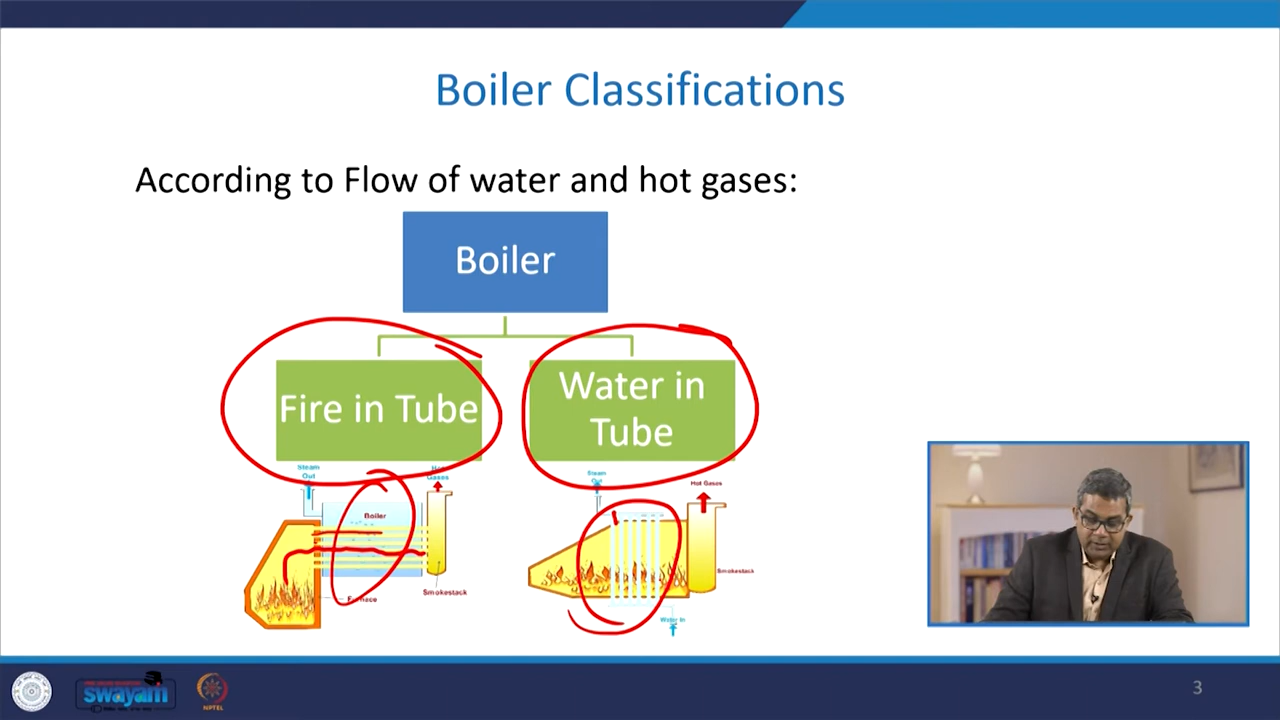 Boiler Classifications
According to Flow of water and hot gases:
Boiler
Fire in Tube
Water in
Tube
Steam
Out
Hot
Gases
Boiler
Furnace
Smokestack
Steam
Out
Hot Gases
Smokestack
Water In
swayam
NPTEL
3